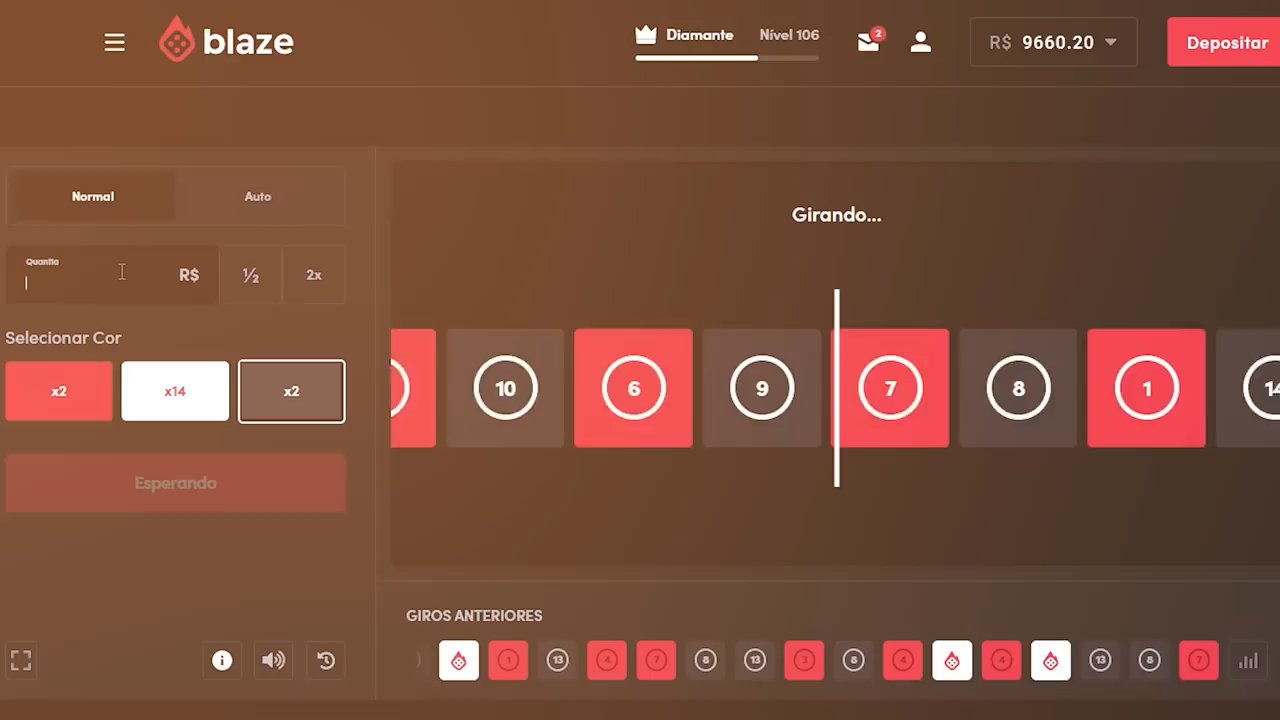 blaze
Diamante Nível 106
2
R$ 9660.20
Depositar
Normal Auto
Quantia
R$ ½ 2x
Selecionar Cor
x2 x14 x2
Esperando
Girando...
10 6 9 7 8 1 14
GIROS ANTERIORES
1 13 4 7 8 13 3 8 4 4 13 8 7